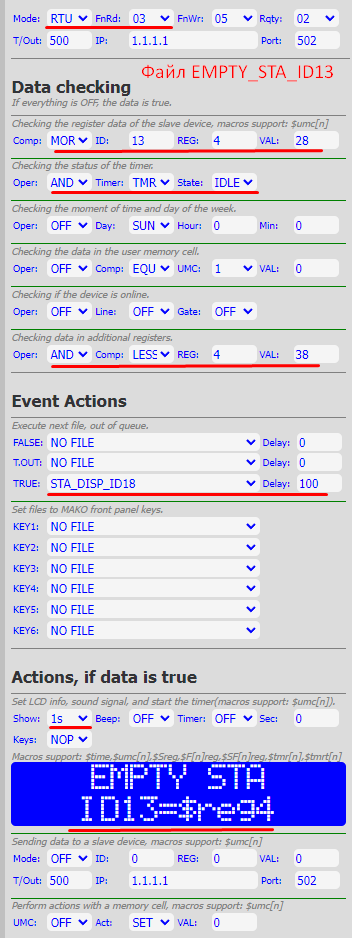 Mode: RTU FnRd: 03 FnWr: 05 Rqty: 02
T/Out: 500 IP: 1.1.1.1 Port: 502
Файл EMPTY_STA_ID13
Data checking
If everything is OFF, the data is true.
Checking the register data of the slave device, macros support: $umc[n]
Comp: MOR ID: 13 REG: 4 VAL: 28
Checking the status of the timer.
Oper: AND Timer: TMR State: IDLE
Checking the moment of time and day of the week.
Oper: OFF Day: SUN Hour: 0 Min: 0
Checking the data in the user memory cell.
Oper: OFF Comp: EQU UMC: 1 VAL: 0
Checking if the device is online.
Oper: OFF Line: OFF Gate: OFF
Checking data in additional registers.
Oper: AND Comp: LESS REG: 4 VAL: 38
Event Actions
Execute next file, out of queue.
FALSE: NO FILE Delay: 0
T.OUT: NO FILE Delay: 0
TRUE: STA_DISP_ID18 Delay: 100
Set files to MAKO front panel keys.
KEY1: NO FILE
KEY2: NO FILE
KEY3: NO FILE
KEY4: NO FILE
KEY5: NO FILE
KEY6: NO FILE
Actions, if data is true
Set LCD info, sound signal, and start the timer(macros support: $umc[n]).
Show: 1s Beep: OFF Timer: OFF Sec: 0
Keys: NOP
Macros support: $time,$umc[n],$Sreg,$F[n]reg,$SF[n]reg,$tmr[n],$tmrt[n]
EMPTY STA
ID13=$reg4
Sending data to a slave device, macros support: $umc[n]
Mode: OFF ID: 0 REG: 0 VAL: 0
T/Out: 500 IP: 1.1.1.1 Port: 502
Perform actions with a memory cell, macros support: $umc[n]
UMC: OFF Act: SET VAL: 0